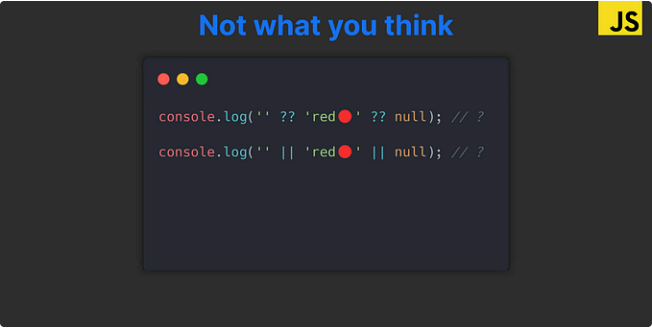 Not what you think
JS
console.log('' ?? 'red🔴' ?? null); // ?
console.log('' || 'red🔴' || null); // ?